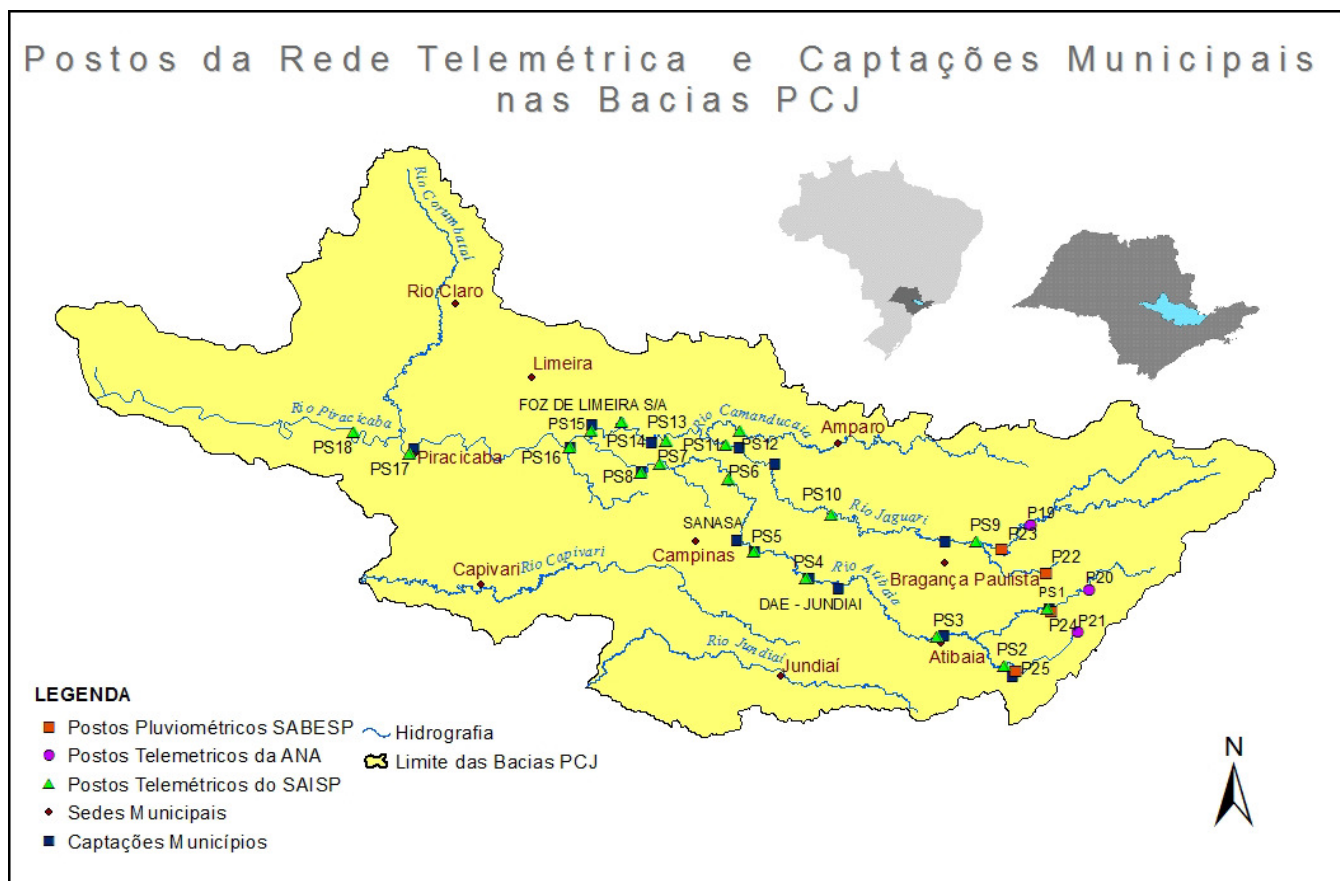 Postos da Rede Telemétrica e Captações Municipais
nas Bacias PCJ
Rio Corumbataí
Rio Claro
Limeira
FOZ DE LIMEIRA S/A
Rio Piracicaba
PS15
PS13
Rio Camanducaia
Amparo
PS18
PS14
PS11
PS12
PS17
Piracicaba
PS16
PS7
PS8
PS6
PS10
Rio Jaguari
P19
PS9
P23
SANASA
PS5
Campinas
Rio Capivari
Capivari
PS4
Rio Atibaia
Bragança Paulista
P22
P20
DAE - JUNDIAI
PS1
P24
P21
PS3
Atibaia
Rio Jundiaí
Jundiaí
PS2
P25
LEGENDA
Postos Pluviométricos SABESP
Hidrografia
Postos Telemetricos da ANA
Limite das Bacias PCJ
Postos Telemétricos do SAISP
Sedes Municipais
Captações Municípios
N